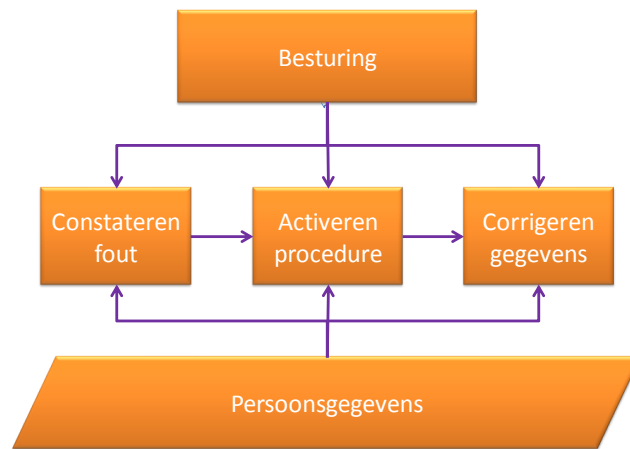 Besturing
Constateren
fout
Activeren
procedure
Corrigeren
gegevens
Persoonsgegevens